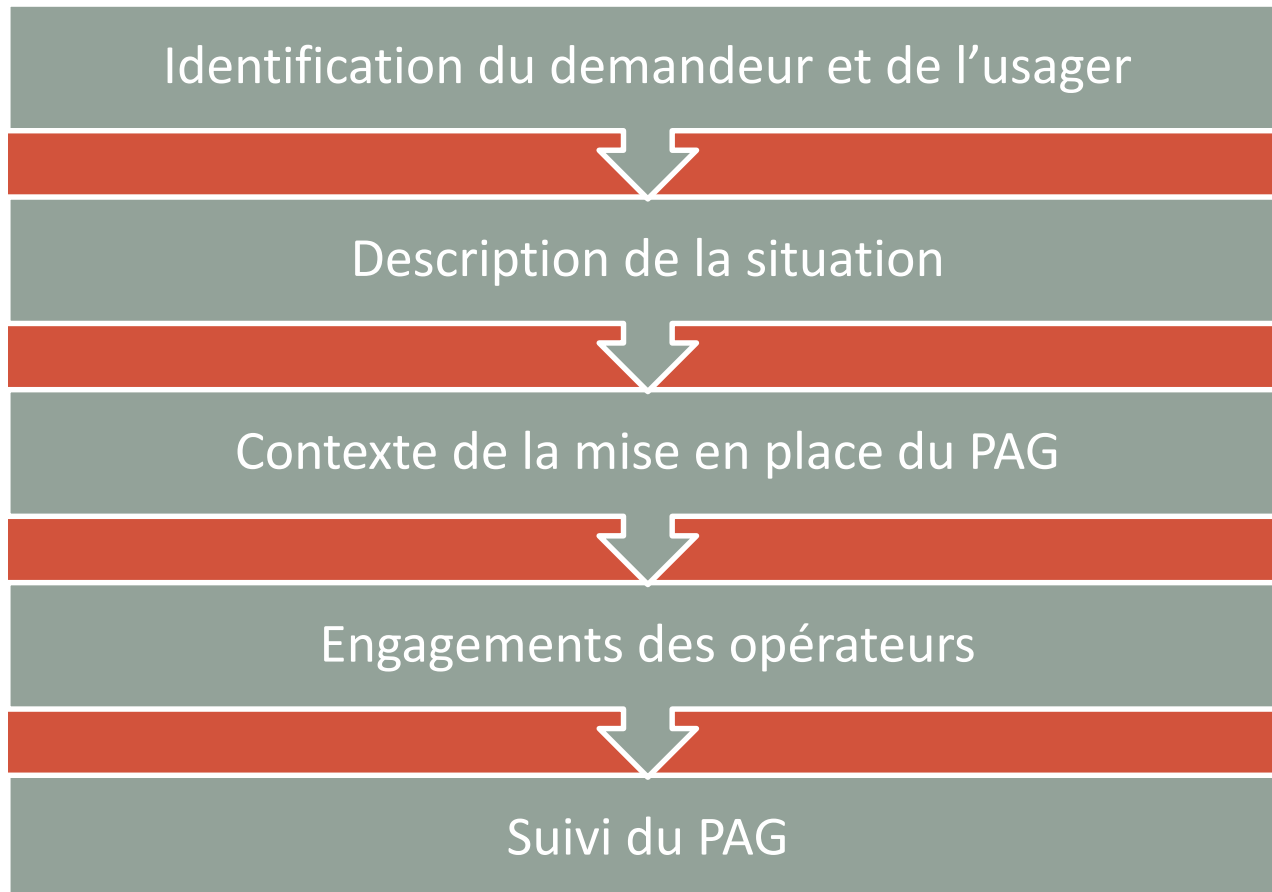 Identification du demandeur et de l’usager
Description de la situation
Contexte de la mise en place du PAG
Engagements des opérateurs
Suivi du PAG